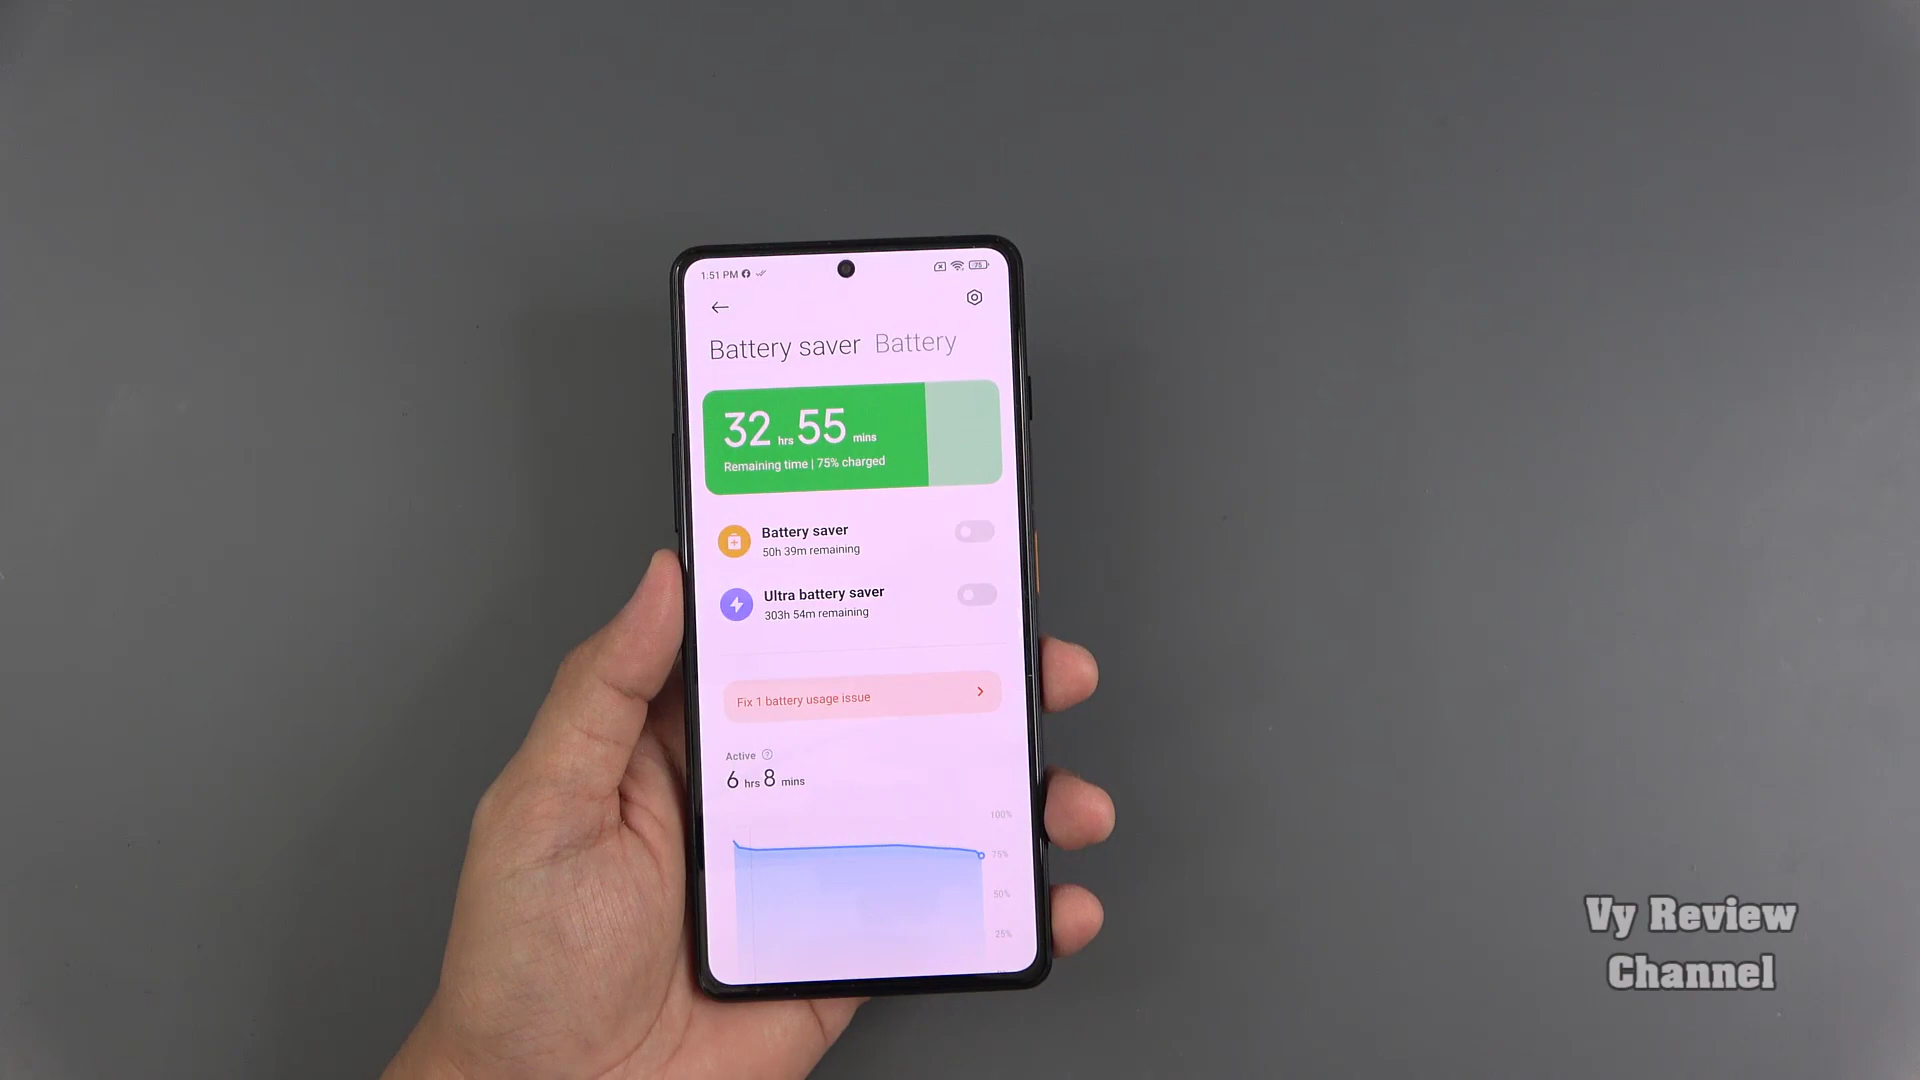 1:51 PM
75
Battery saver Battery
32 hrs 55 mins
Remaining time | 75% charged
Battery saver
50h 39m remaining
Ultra battery saver
303h 54m remaining
Fix 1 battery usage issue
Active
6 hrs 8 mins
100%
75%
50%
25%
Vy Review
Channel